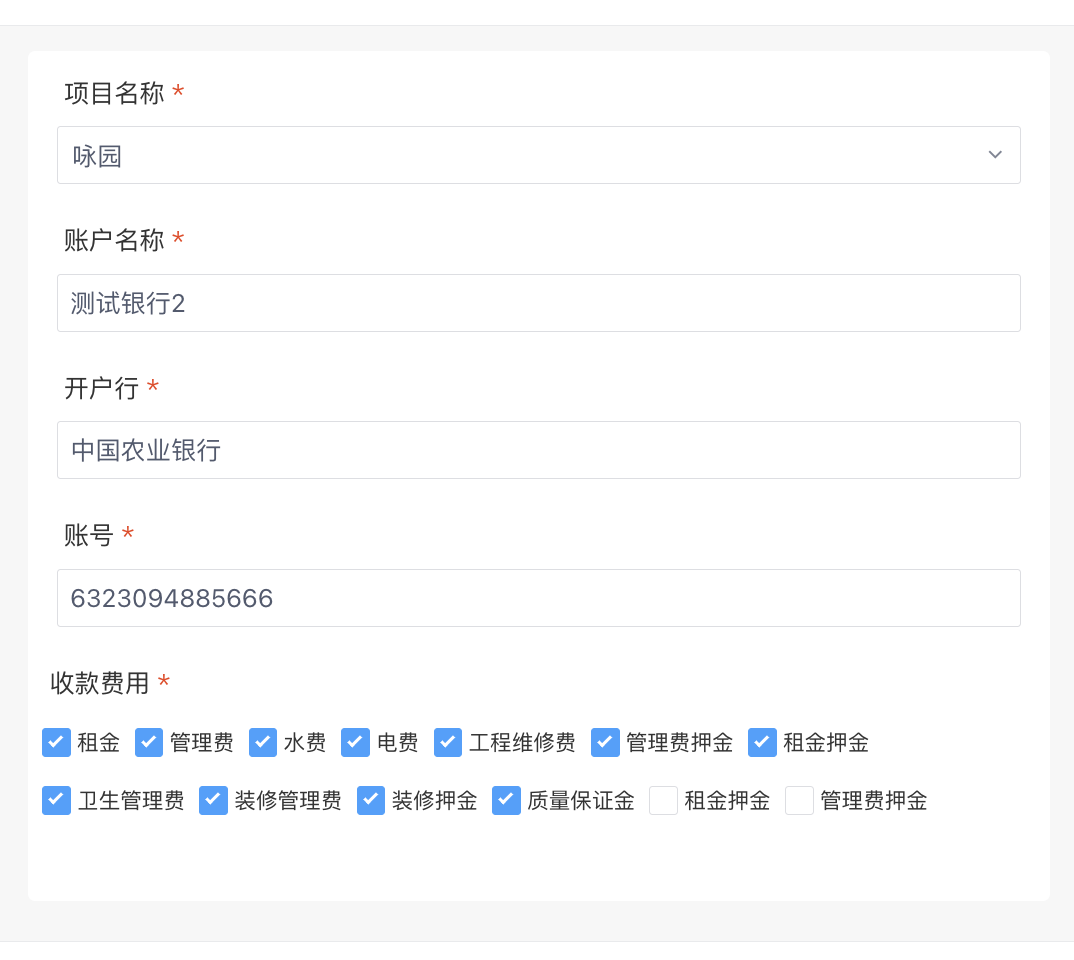 项目名称 *
咏园
账户名称 *
测试银行2
开户行 *
中国农业银行
账号 *
6323094885666
收款费用 *
租金 管理费 水费 电费 工程维修费 管理费押金 租金押金
卫生管理费 装修管理费 装修押金 质量保证金 租金押金 管理费押金